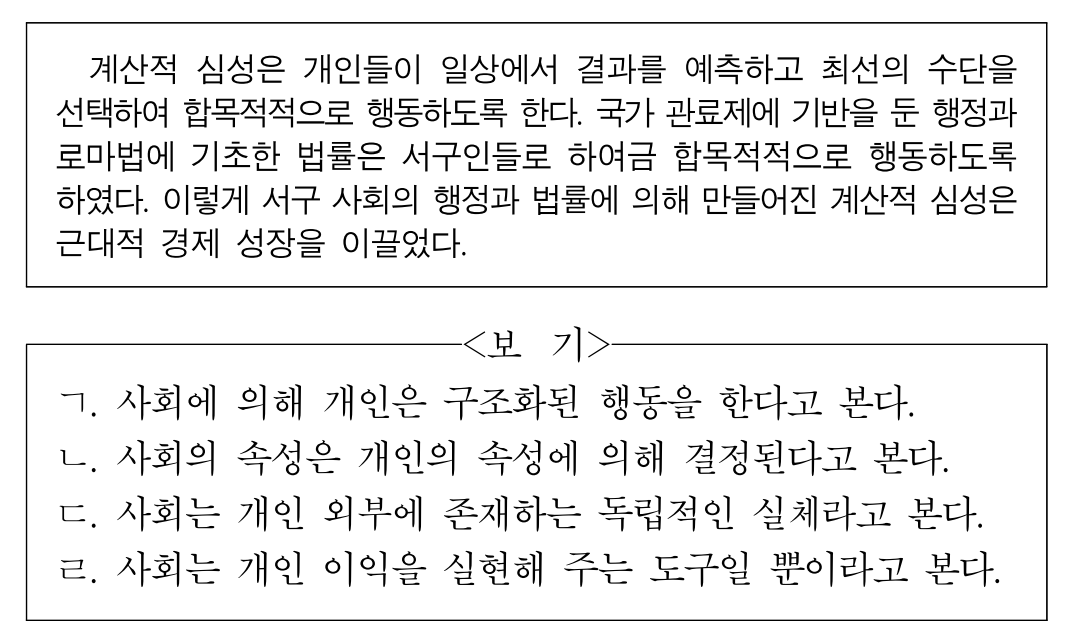 계산적 심성은 개인들이 일상에서 결과를 예측하고 최선의 수단을
선택하여 합목적적으로 행동하도록 한다. 국가 관료제에 기반을 둔 행정과
로마법에 기초한 법률은 서구인들로 하여금 합목적적으로 행동하도록
하였다. 이렇게 서구 사회의 행정과 법률에 의해 만들어진 계산적 심성은
근대적 경제 성장을 이끌었다.
<보 기>
ㄱ. 사회에 의해 개인은 구조화된 행동을 한다고 본다.
ㄴ. 사회의 속성은 개인의 속성에 의해 결정된다고 본다.
ㄷ. 사회는 개인 외부에 존재하는 독립적인 실체라고 본다.
ㄹ. 사회는 개인 이익을 실현해 주는 도구일 뿐이라고 본다.